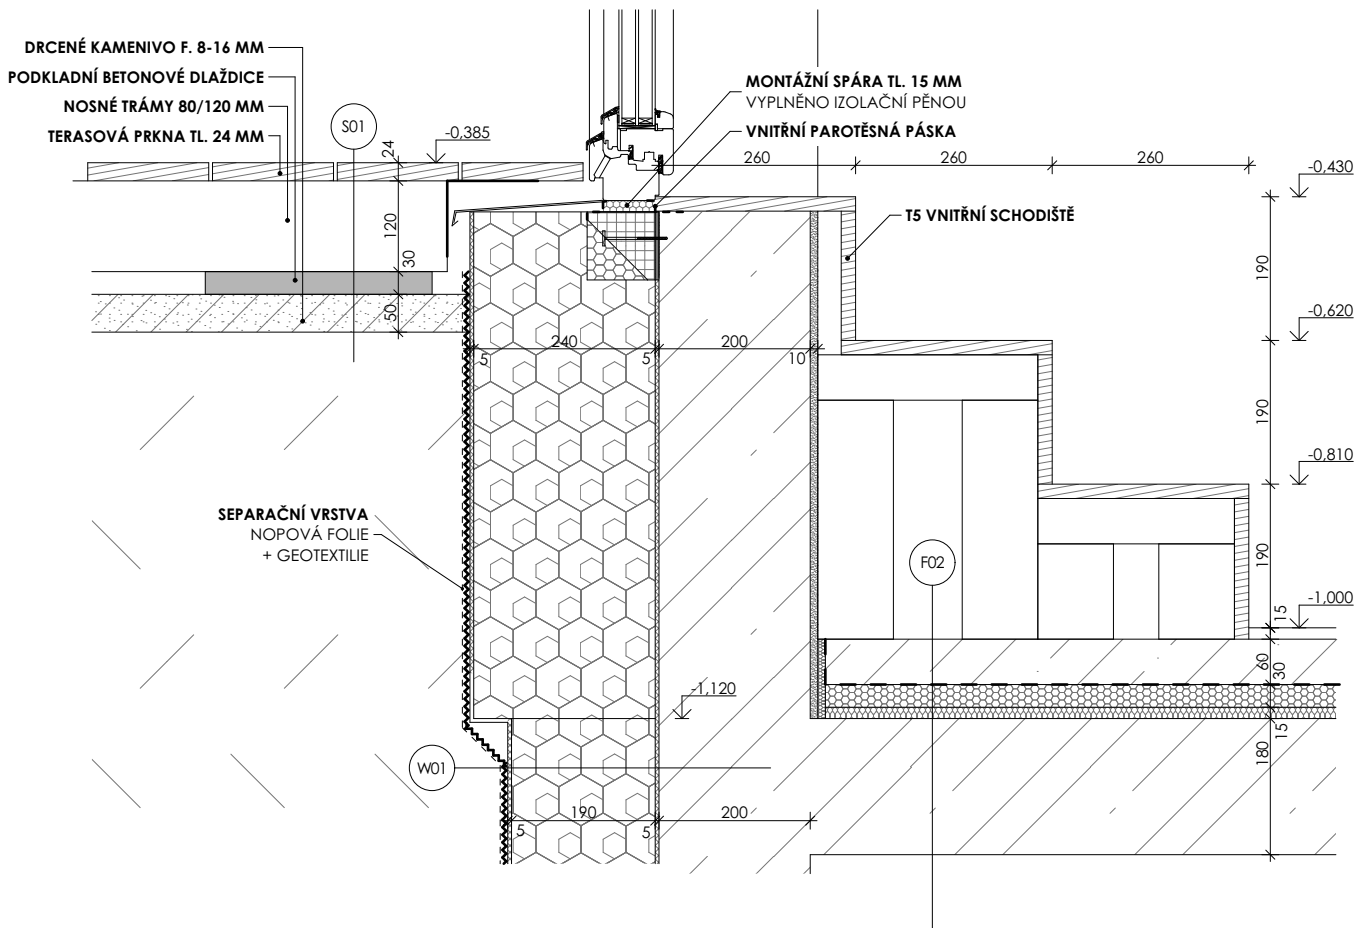 DRCENÉ KAMENIVO F. 8-16 MM
PODKLADNÍ BETONOVÉ DLAŽDICE
NOSNÉ TRÁMY 80/120 MM
TERASOVÁ PRKNA TL. 24 MM
S01
-0,385
24
120
30
50
MONTÁŽNÍ SPÁRA TL. 15 MM
VYPLNĚNO IZOLAČNÍ PĚNOU
VNITŘNÍ PAROTĚSNÁ PÁSKA
260
260
260
-0,430
T5 VNITŘNÍ SCHODIŠTĚ
190
-0,620
5
240
5
200
10
190
-0,810
SEPARAČNÍ VRSTVA
NOPOVÁ FOLIE
+ GEOTEXTILIE
F02
190
15
-1,000
60
30
-1,120
15
180
W01
5
190
5
200